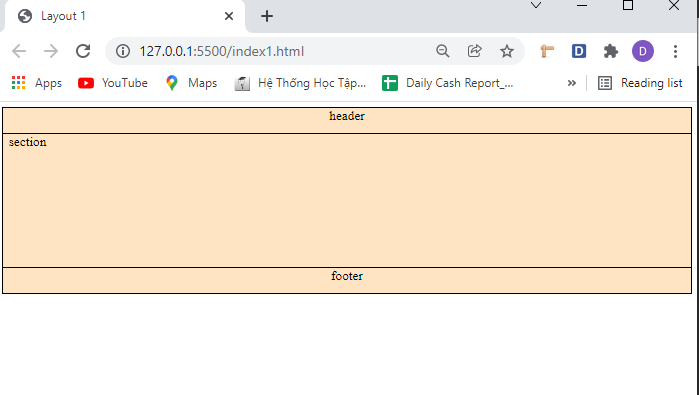 Layout 1
127.0.0.1:5500/index1.html
D
D
Apps YouTube Maps Hệ Thống Học Tập... Daily Cash Report_... » Reading list
header
section
footer